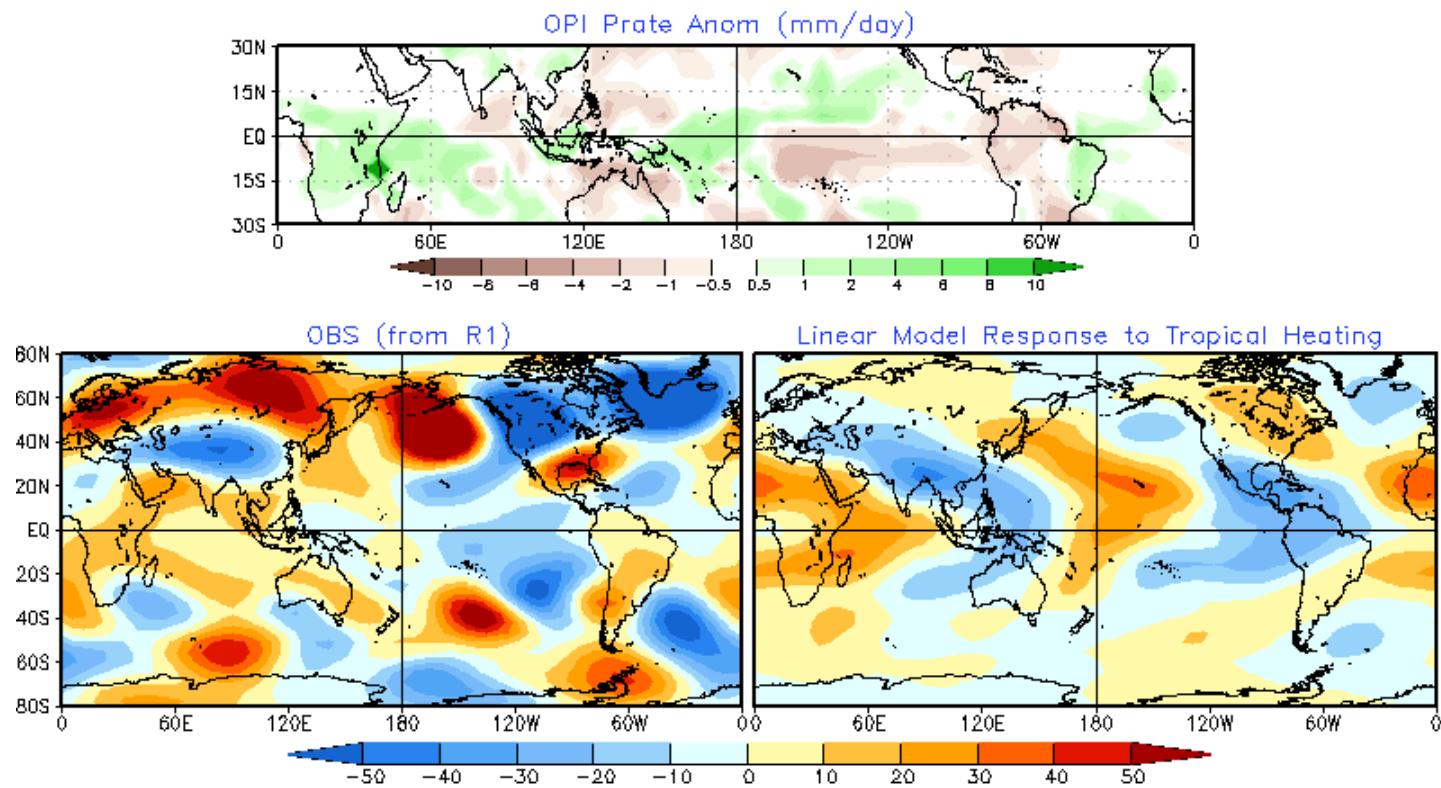 OPI Prate Anom (mm/day)
30N
15N
EQ
15S
30S
0 60E 120E 180 120W 60W 0
-10 -8 -6 -4 -2 -1 -0.5 0.5 1 2 4 6 8 10
OBS (from R1) Linear Model Response to Tropical Heating
80N
60N
40N
20N
EQ
20S
40S
60S
80S
0 60E 120E 180 120W 60W 0 60E 120E 180 120W 60W 0
-50 -40 -30 -20 -10 0 10 20 30 40 50